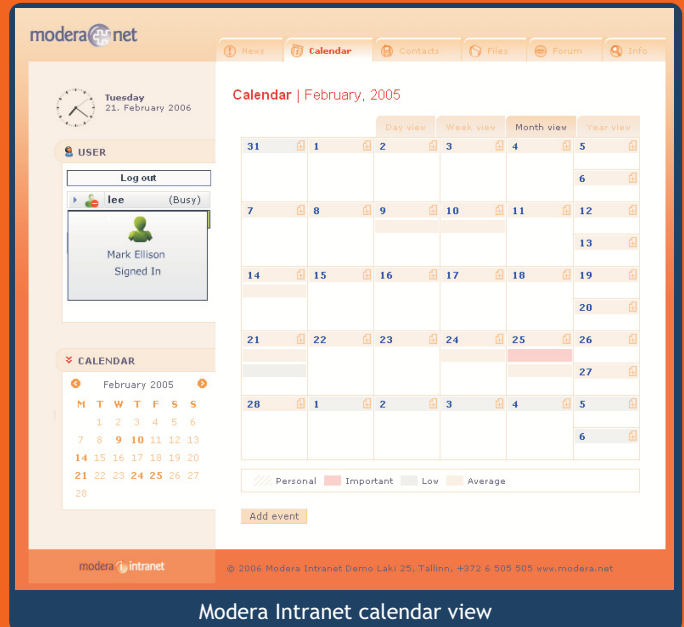 modera net
News Calendar Contacts Files Forum Info
Tuesday
21. February 2006
Calendar | February, 2005
Day view Week view Month view Year view
USER
Log out
lee (Busy)
Mark Ellison
Signed In
31 1 2 3 4 5
6
7 8 9 10 11 12
13
14 15 16 17 18 19
20
21 22 23 24 25 26
27
28 1 2 3 4 5
6
CALENDAR
February 2005
M T W T F S S
1 2 3 4 5 6
7 8 9 10 11 12 13
14 15 16 17 18 19 20
21 22 23 24 25 26 27
28
Personal Important Low Average
Add event
modera intranet
© 2006 Modera Intranet Demo Laki 25, Tallinn, +372 6 505 505 www.modera.net
Modera Intranet calendar view